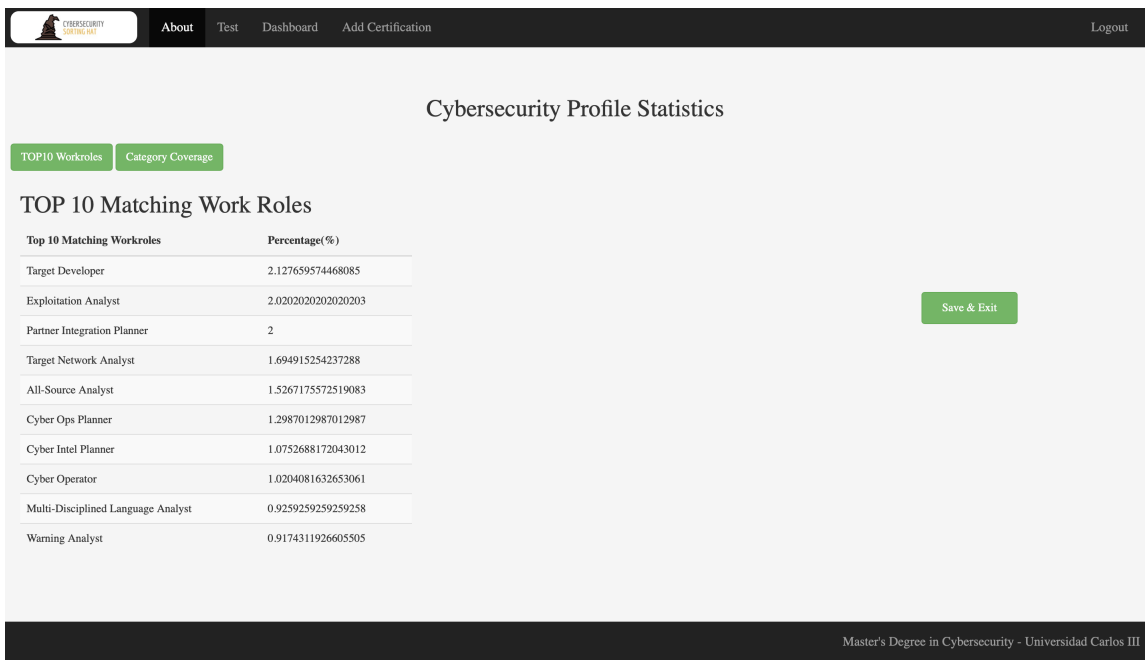 CYBERSECURITY
SORTING HAT
About Test Dashboard Add Certification Logout
Cybersecurity Profile Statistics
TOP10 Workroles Category Coverage
TOP 10 Matching Work Roles
Top 10 Matching Workroles Percentage(%)
Target Developer 2.127659574468085
Exploitation Analyst 2.0202020202020203
Save & Exit
Partner Integration Planner 2
Target Network Analyst 1.694915254237288
All-Source Analyst 1.5267175572519083
Cyber Ops Planner 1.2987012987012987
Cyber Intel Planner 1.0752688172043012
Cyber Operator 1.0204081632653061
Multi-Disciplined Language Analyst 0.9259259259259258
Warning Analyst 0.9174311926605505
Master's Degree in Cybersecurity - Universidad Carlos III